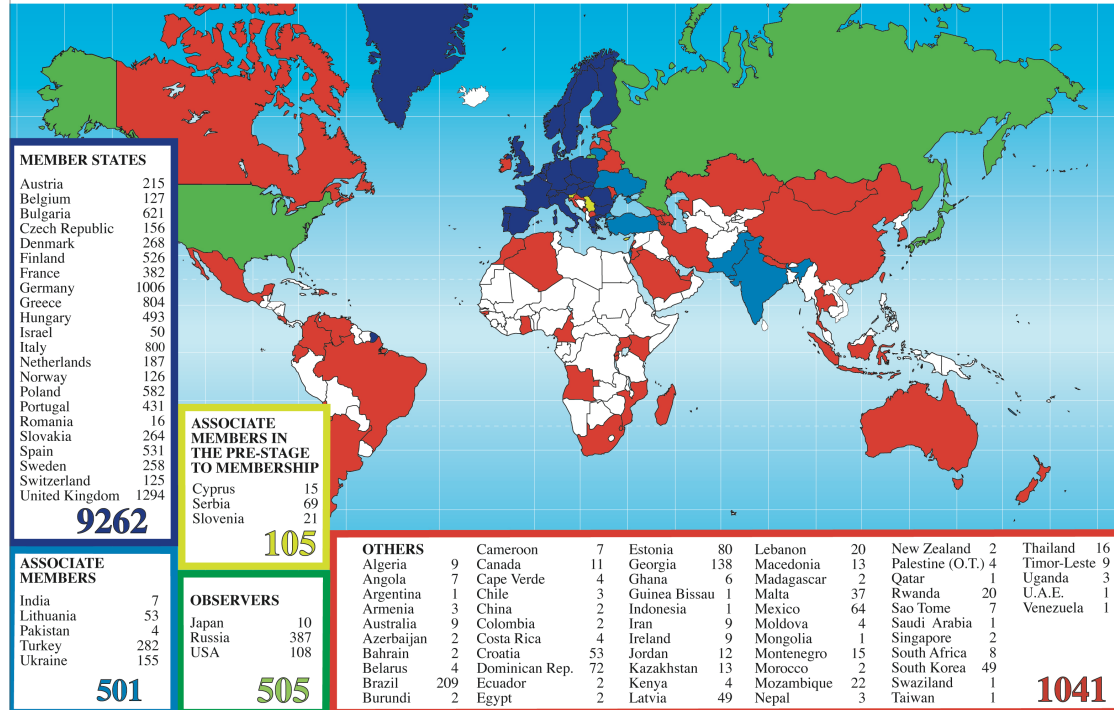 MEMBER STATES
Austria 215
Belgium 127
Bulgaria 621
Czech Republic 156
Denmark 268
Finland 526
France 382
Germany 1006
Greece 804
Hungary 493
Israel 50
Italy 800
Netherlands 187
Norway 126
Poland 582
Portugal 431
Romania 16
Slovakia 264
Spain 531
Sweden 258
Switzerland 125
United Kingdom 1294
9262
ASSOCIATE
MEMBERS
India 7
Lithuania 53
Pakistan 4
Turkey 282
Ukraine 155
501
ASSOCIATE
MEMBERS IN
THE PRE-STAGE
TO MEMBERSHIP
Cyprus 15
Serbia 69
Slovenia 21
105
OBSERVERS
Japan 10
Russia 387
USA 108
505
OTHERS
Algeria 9
Angola 7
Argentina 1
Armenia 3
Australia 9
Azerbaijan 2
Bahrain 2
Belarus 4
Brazil 209
Burundi 2
Cameroon 7
Canada 11
Cape Verde 4
Chile 3
China 2
Colombia 2
Costa Rica 4
Croatia 53
Dominican Rep. 72
Ecuador 2
Egypt 2
Estonia 80
Georgia 138
Ghana 6
Guinea Bissau 1
Indonesia 1
Iran 9
Ireland 9
Jordan 12
Kazakhstan 13
Kenya 4
Latvia 49
Lebanon 20
Macedonia 13
Madagascar 2
Malta 37
Mexico 64
Moldova 4
Mongolia 1
Montenegro 15
Morocco 2
Mozambique 22
Nepal 3
New Zealand 2
Palestine (O.T.) 4
Qatar 1
Rwanda 20
Sao Tome 7
Saudi Arabia 1
Singapore 2
South Africa 8
South Korea 49
Swaziland 1
Taiwan 1
Thailand 16
Timor-Leste 9
Uganda 3
U.A.E. 1
Venezuela 1
1041